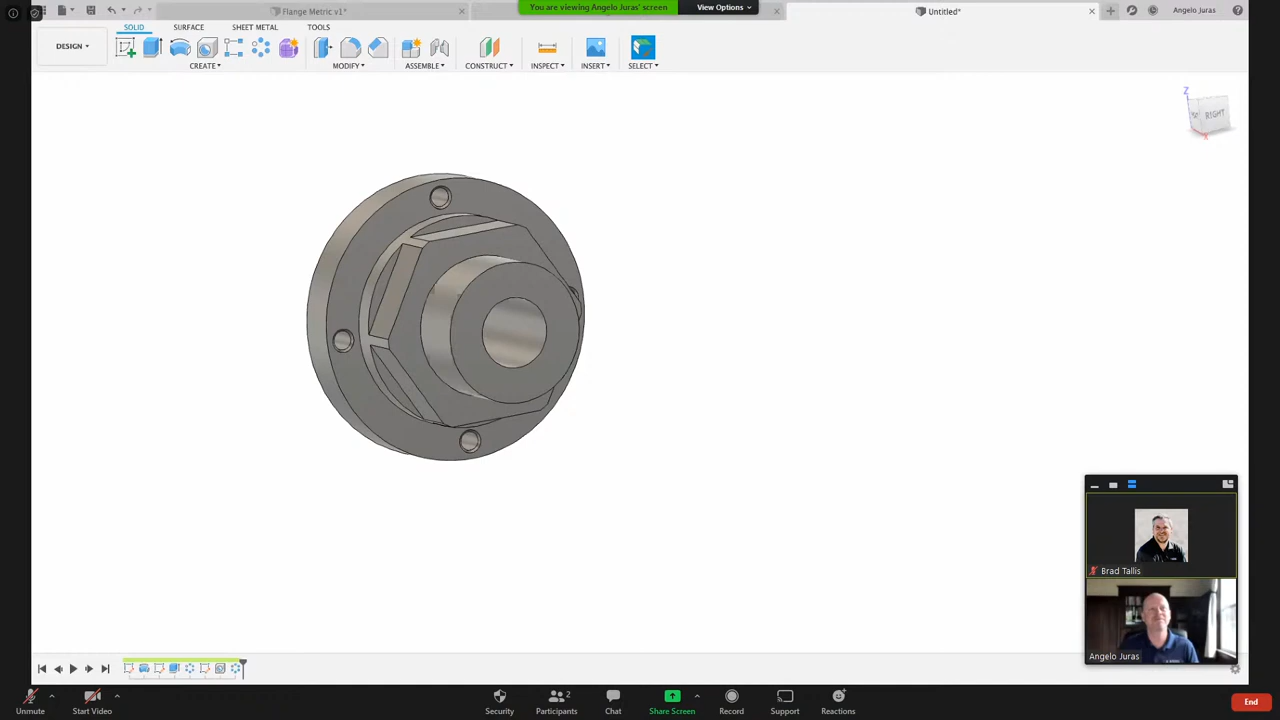 Flange Metric v1*
You are viewing Angelo Juras' screen
View Options
Untitled*
Angelo Juras
DESIGN
SOLID
SURFACE
SHEET METAL
TOOLS
CREATE
MODIFY
ASSEMBLE
CONSTRUCT
INSPECT
INSERT
SELECT
Z
RIGHT
X
Brad Tallis
Angelo Juras
Unmute
Start Video
Security
Participants
2
Chat
Share Screen
Record
Support
Reactions
End